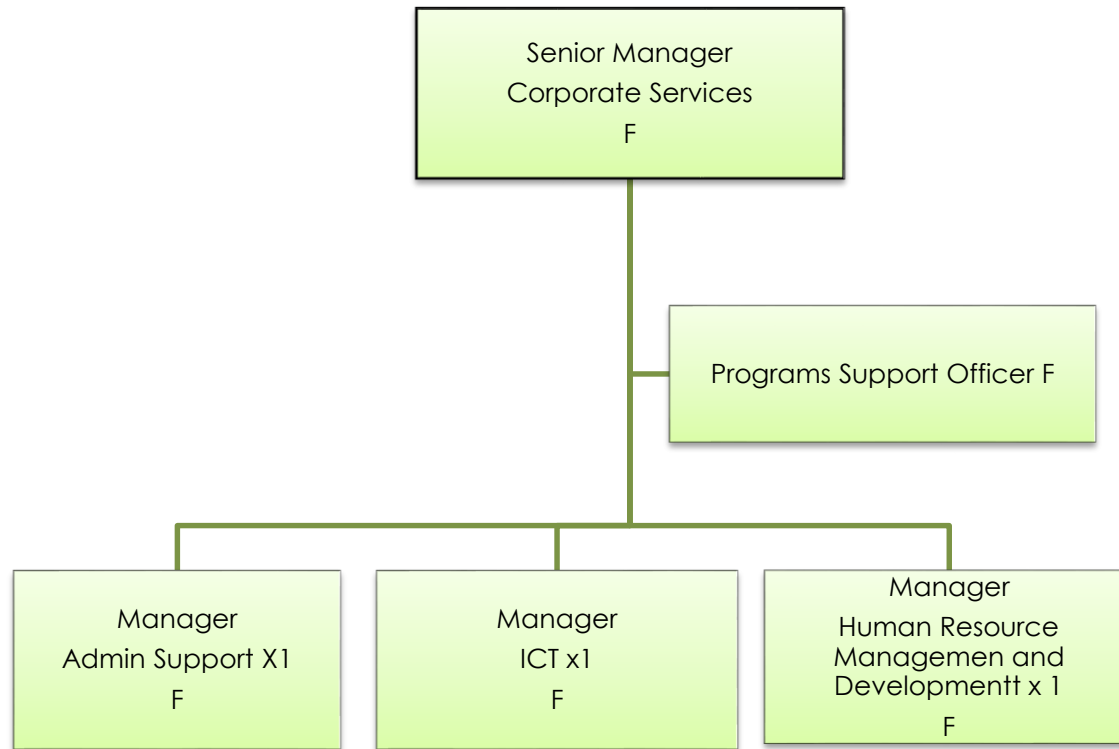 Senior Manager
Corporate Services
F
Programs Support Officer F
Manager
Admin Support X1
F
Manager
ICT x1
F
Manager
Human Resource
Managemen and
Developmentt x 1
F